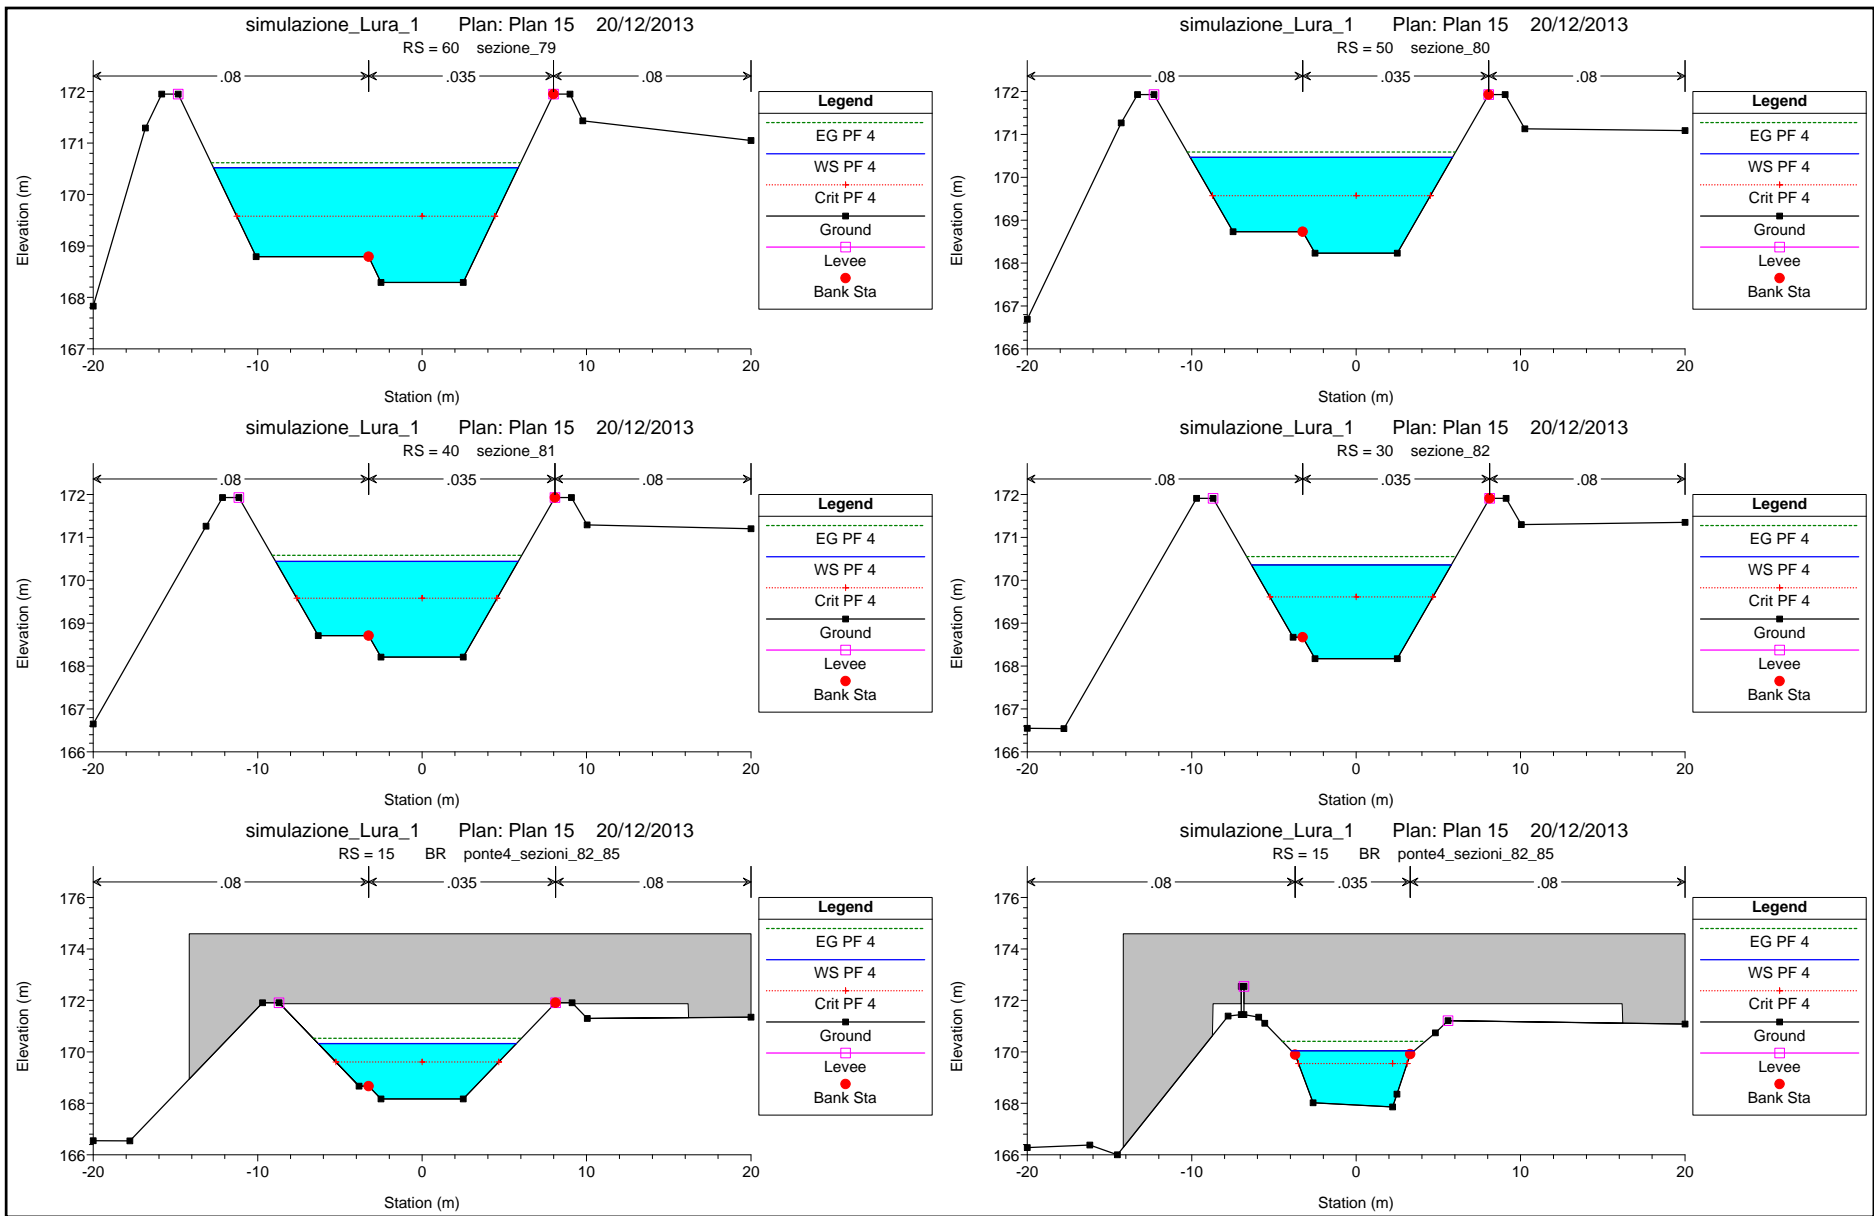 simulazione_Lura_1 Plan: Plan 15 20/12/2013
RS = 60 sezione_79
.08 .035 .08
172
171
170
169
168
167
-20 -10 0 10 20
Station (m)
Elevation (m)
Legend
EG PF 4
WS PF 4
Crit PF 4
Ground
Levee
Bank Sta
simulazione_Lura_1 Plan: Plan 15 20/12/2013
RS = 50 sezione_80
.08 .035 .08
172
171
170
169
168
167
166
-20 -10 0 10 20
Station (m)
Elevation (m)
Legend
EG PF 4
WS PF 4
Crit PF 4
Ground
Levee
Bank Sta
simulazione_Lura_1 Plan: Plan 15 20/12/2013
RS = 40 sezione_81
.08 .035 .08
172
171
170
169
168
167
166
-20 -10 0 10 20
Station (m)
Elevation (m)
Legend
EG PF 4
WS PF 4
Crit PF 4
Ground
Levee
Bank Sta
simulazione_Lura_1 Plan: Plan 15 20/12/2013
RS = 30 sezione_82
.08 .035 .08
172
171
170
169
168
167
166
-20 -10 0 10 20
Station (m)
Elevation (m)
Legend
EG PF 4
WS PF 4
Crit PF 4
Ground
Levee
Bank Sta
simulazione_Lura_1 Plan: Plan 15 20/12/2013
RS = 15 BR ponte4_sezioni_82_85
.08 .035 .08
176
174
172
170
168
166
-20 -10 0 10 20
Station (m)
Elevation (m)
Legend
EG PF 4
WS PF 4
Crit PF 4
Ground
Levee
Bank Sta
simulazione_Lura_1 Plan: Plan 15 20/12/2013
RS = 15 BR ponte4_sezioni_82_85
.08 .035 .08
176
174
172
170
168
166
-20 -10 0 10 20
Station (m)
Elevation (m)
Legend
EG PF 4
WS PF 4
Crit PF 4
Ground
Levee
Bank Sta